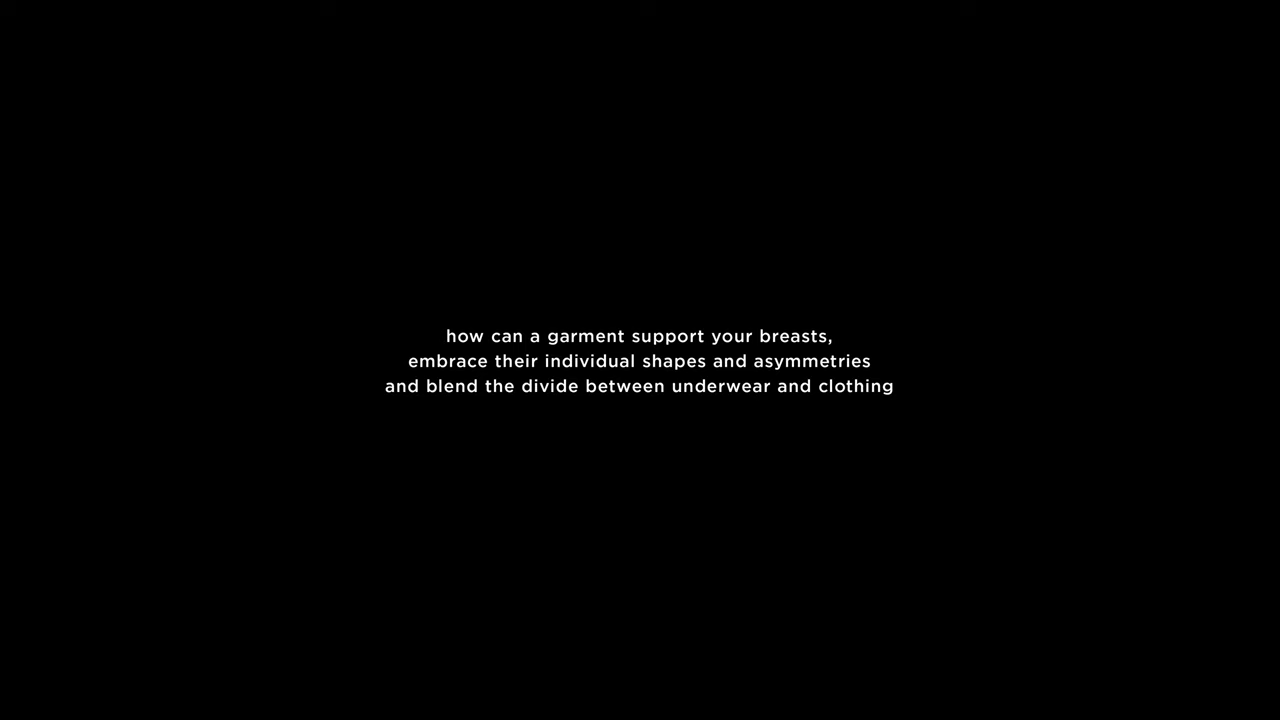 how can a garment support your breasts,
embrace their individual shapes and asymmetries
and blend the divide between underwear and clothing